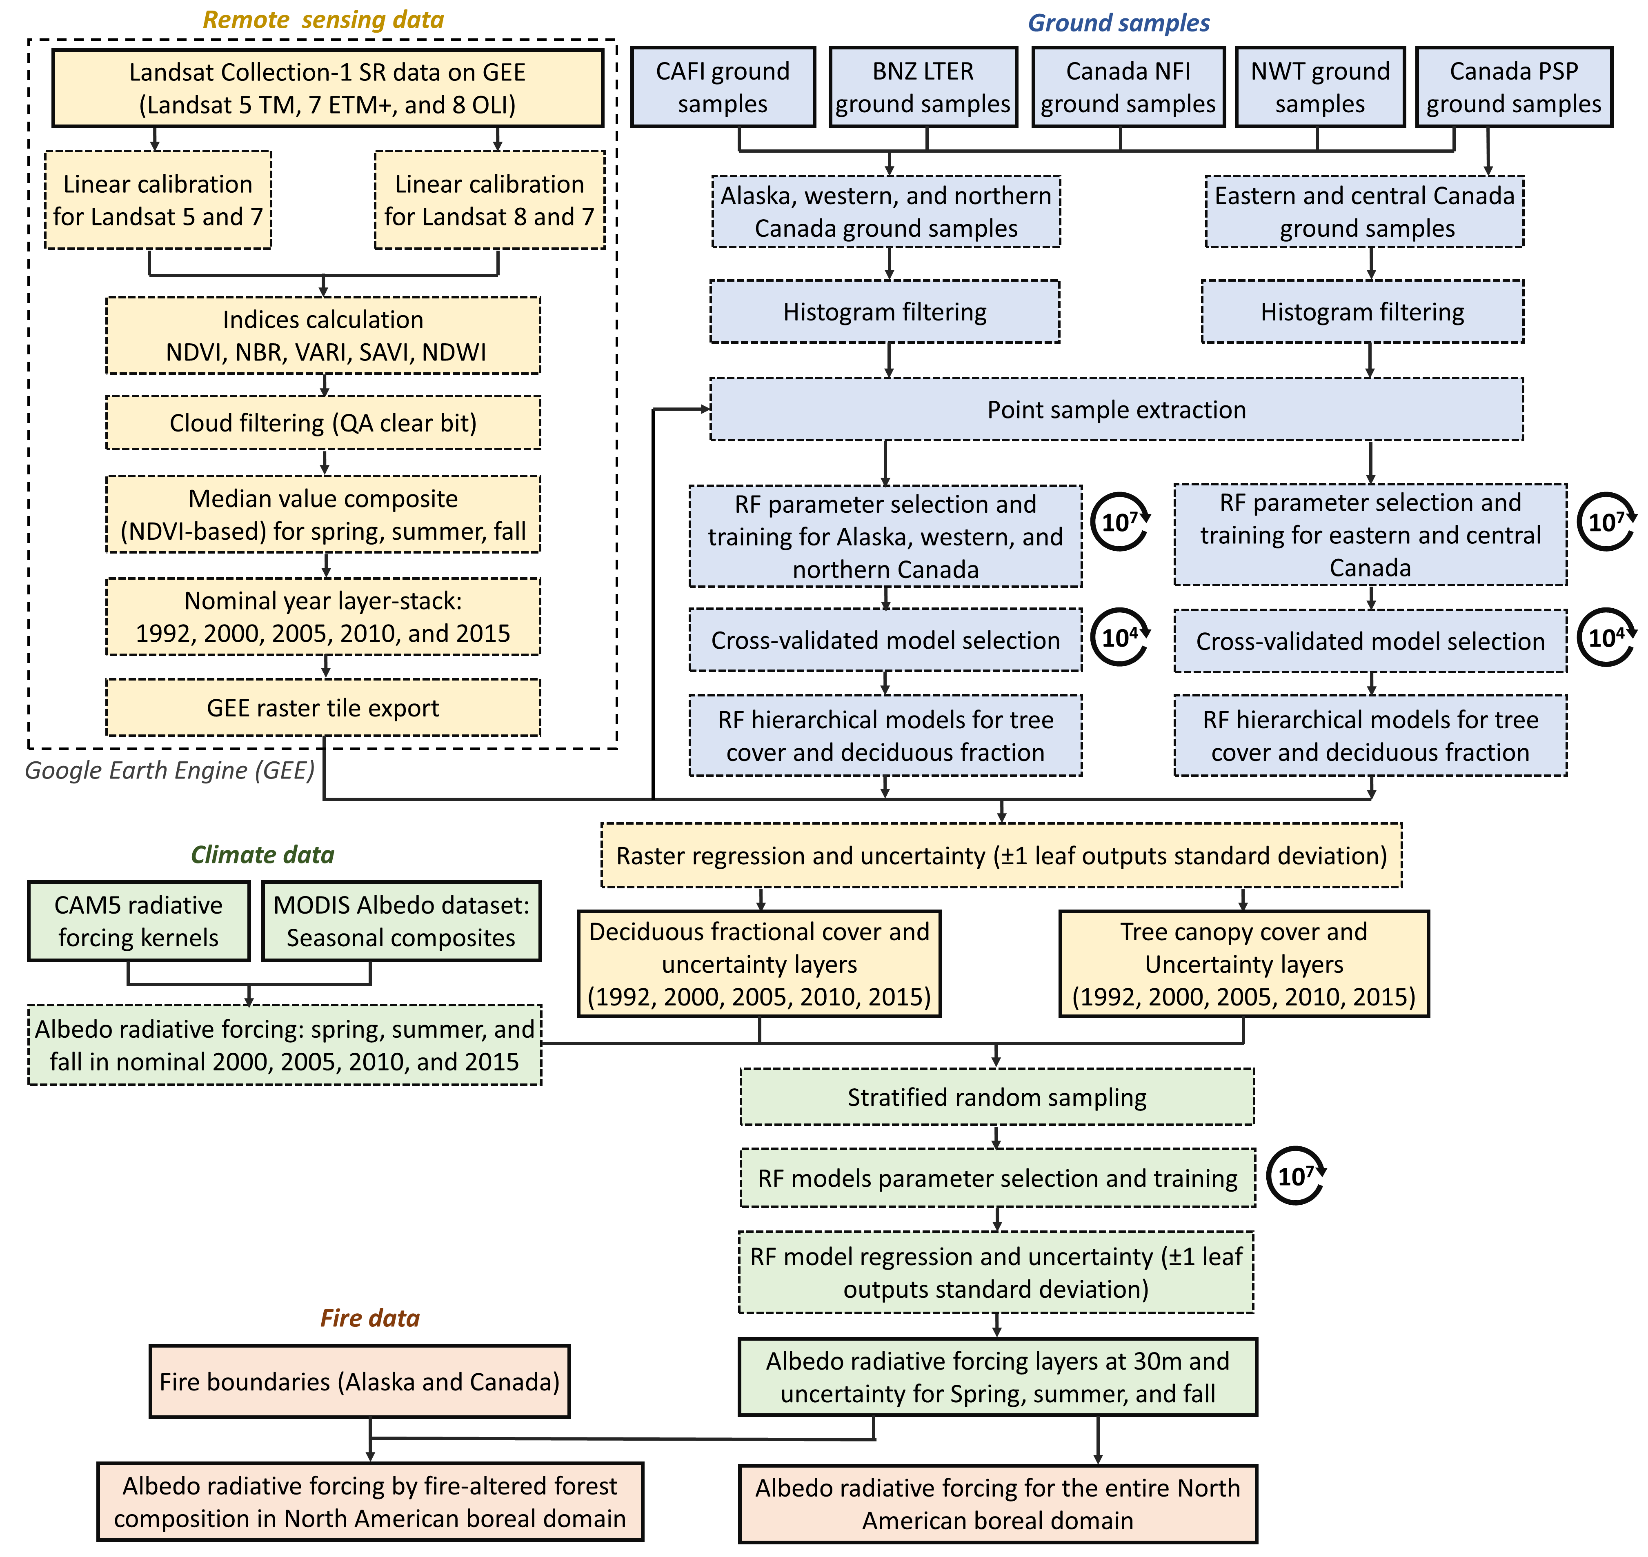 Remote sensing data
Landsat Collection-1 SR data on GEE
(Landsat 5 TM, 7 ETM+, and 8 OLI)
Linear calibration
for Landsat 5 and 7
Linear calibration
for Landsat 8 and 7
Indices calculation
NDVI, NBR, VARI, SAVI, NDWI
Cloud filtering (QA clear bit)
Median value composite
(NDVI-based) for spring, summer, fall
Nominal year layer-stack:
1992, 2000, 2005, 2010, and 2015
GEE raster tile export
Google Earth Engine (GEE)
Ground samples
CAFI ground
samples
BNZ LTER
ground samples
Canada NFI
ground samples
NWT ground
samples
Canada PSP
ground samples
Alaska, western, and northern
Canada ground samples
Eastern and central Canada
ground samples
Histogram filtering
Histogram filtering
Point sample extraction
RF parameter selection and
training for Alaska, western, and
northern Canada
10⁷
RF parameter selection and
training for eastern and central
Canada
10⁷
Cross-validated model selection
10⁴
Cross-validated model selection
10⁴
RF hierarchical models for tree
cover and deciduous fraction
RF hierarchical models for tree
cover and deciduous fraction
Raster regression and uncertainty (±1 leaf outputs standard deviation)
Deciduous fractional cover and
uncertainty layers
(1992, 2000, 2005, 2010, 2015)
Tree canopy cover and
Uncertainty layers
(1992, 2000, 2005, 2010, 2015)
Climate data
CAM5 radiative
forcing kernels
MODIS Albedo dataset:
Seasonal composites
Albedo radiative forcing: spring, summer, and
fall in nominal 2000, 2005, 2010, and 2015
Stratified random sampling
RF models parameter selection and training
10⁷
RF model regression and uncertainty (±1 leaf
outputs standard deviation)
Albedo radiative forcing layers at 30m and
uncertainty for Spring, summer, and fall
Fire data
Fire boundaries (Alaska and Canada)
Albedo radiative forcing by fire-altered forest
composition in North American boreal domain
Albedo radiative forcing for the entire North
American boreal domain